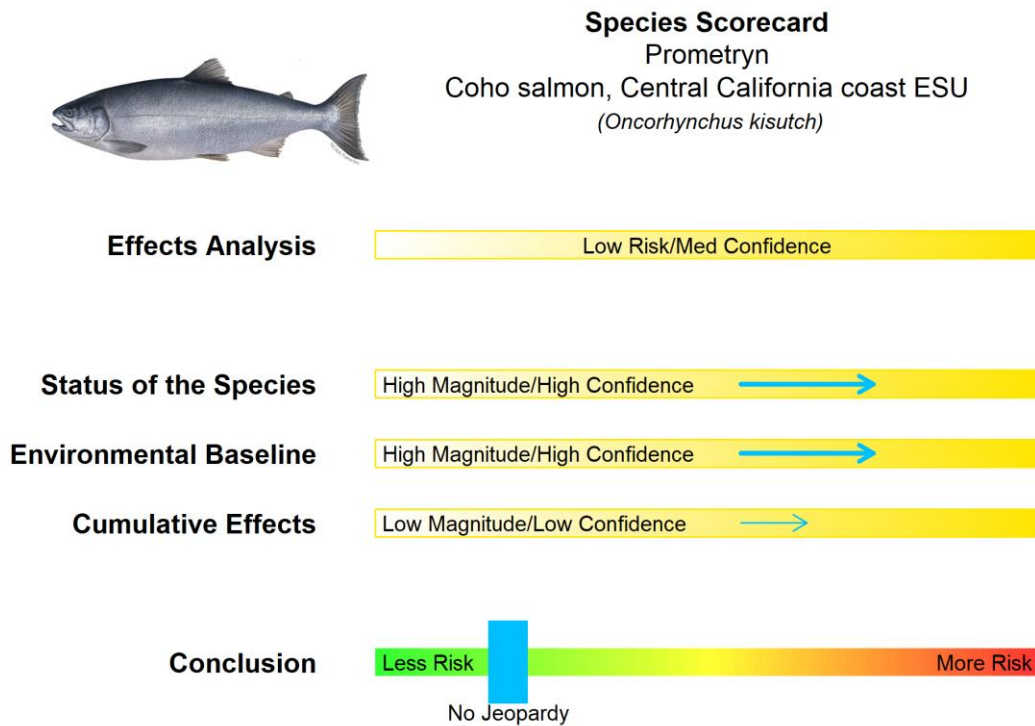 Species Scorecard
Prometryn
Coho salmon, Central California coast ESU
(Oncorhynchus kisutch)
Effects Analysis
Low Risk/Med Confidence
Status of the Species
High Magnitude/High Confidence
Environmental Baseline
High Magnitude/High Confidence
Cumulative Effects
Low Magnitude/Low Confidence
Conclusion
Less Risk
More Risk
No Jeopardy